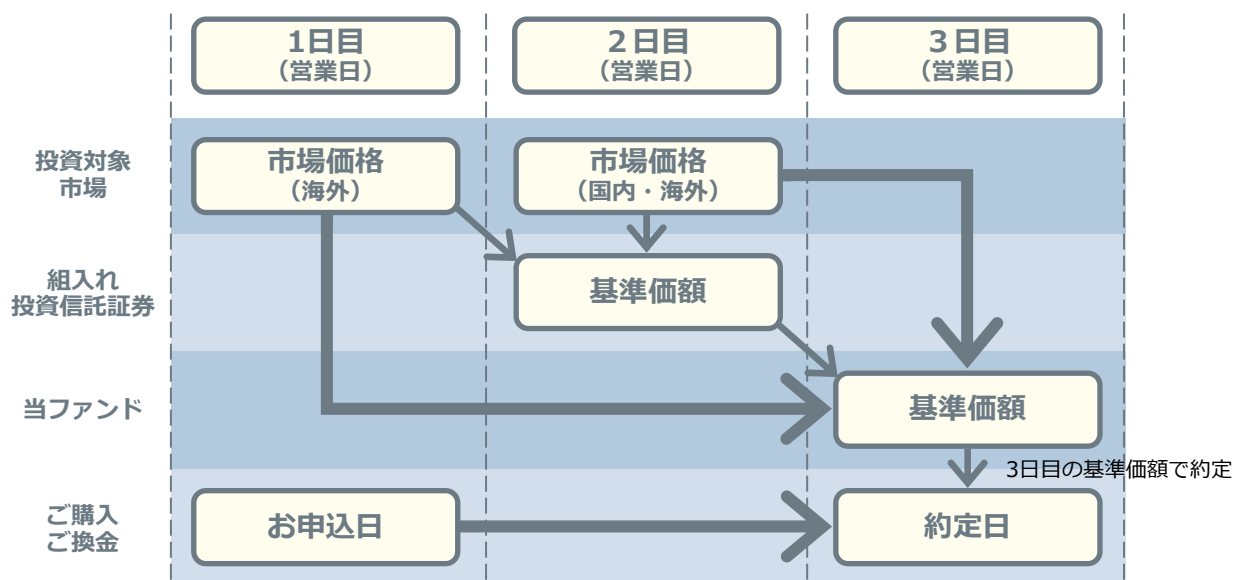 1日目
（営業日）
2日目
（営業日）
3日目
（営業日）
投資対象
市場
市場価格
（海外）
市場価格
（国内・海外）
組入れ
投資信託証券
基準価額
当ファンド
基準価額
3日目の基準価額で約定
ご購入
ご換金
お申込日
約定日